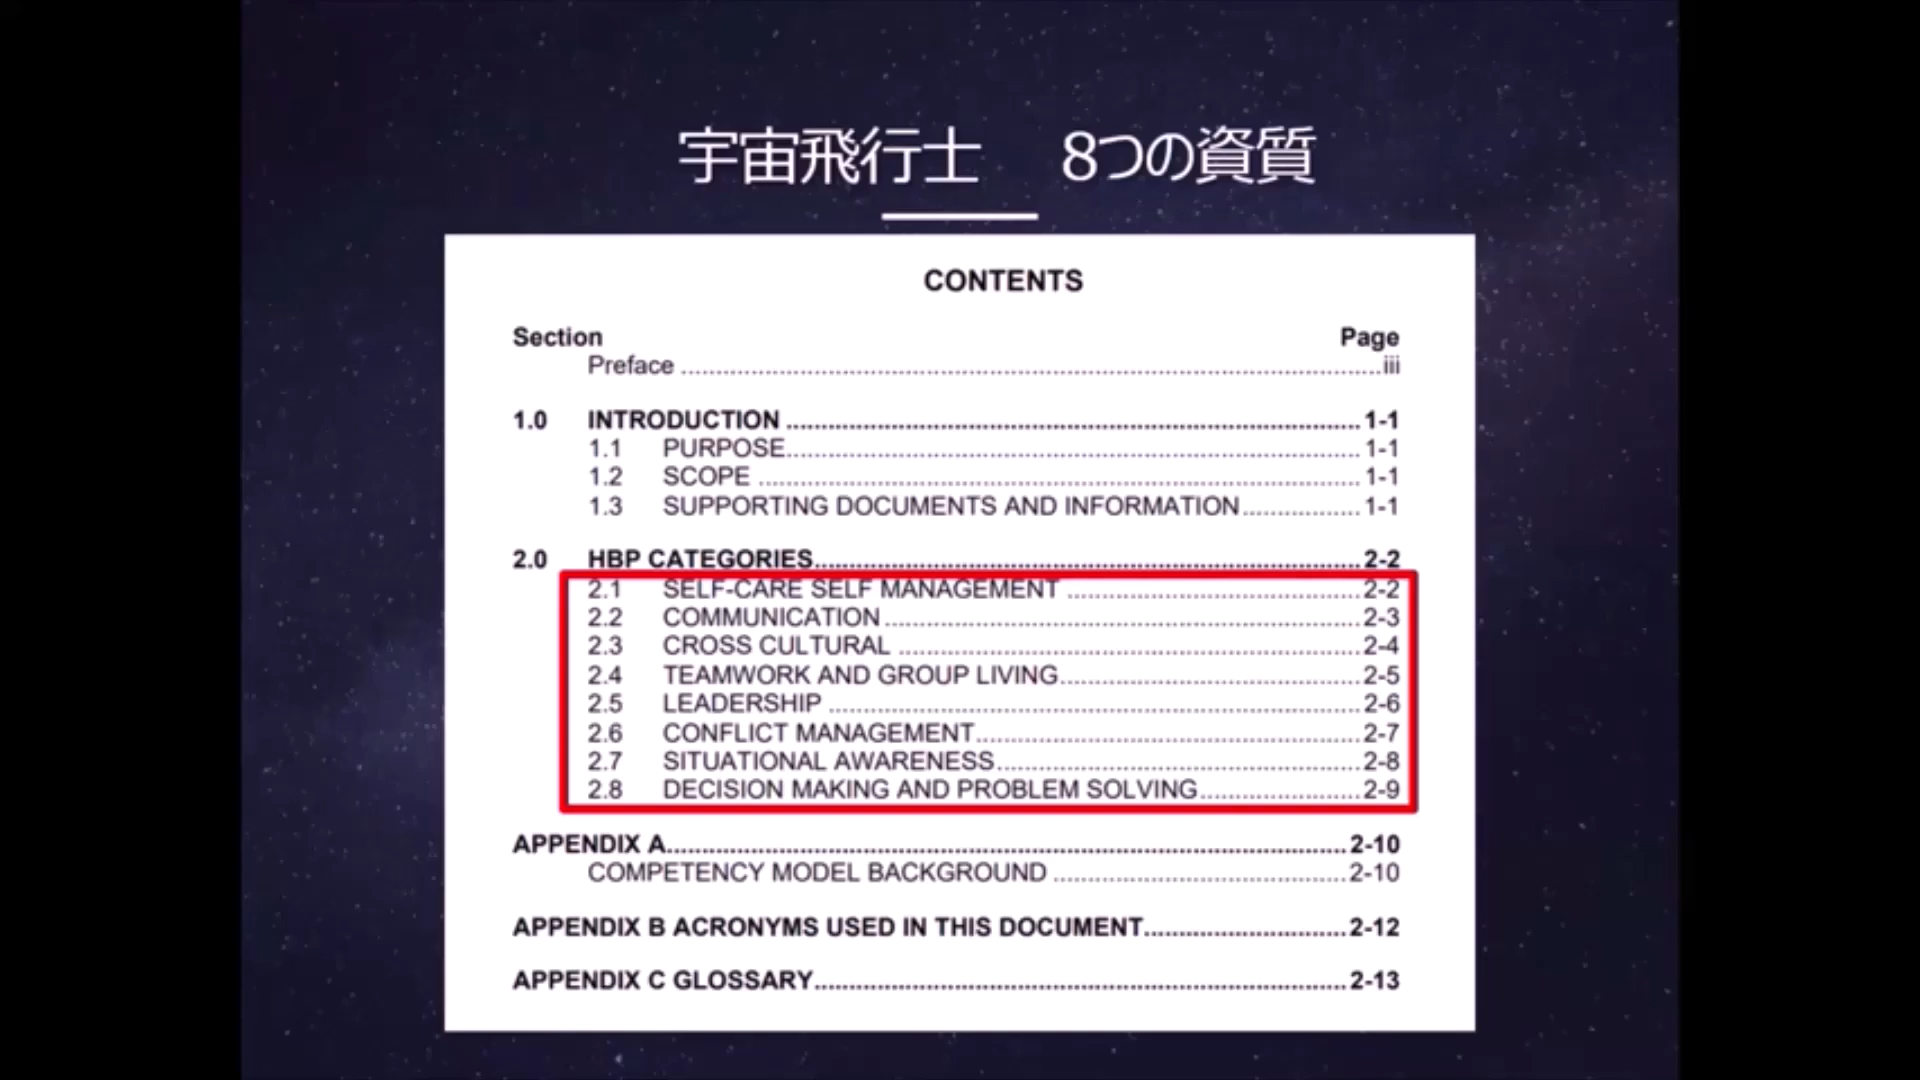 宇宙飛行士　8つの資質
CONTENTS
Section Page
Preface ........ iii
1.0 INTRODUCTION ........ 1-1
1.1 PURPOSE ........ 1-1
1.2 SCOPE ........ 1-1
1.3 SUPPORTING DOCUMENTS AND INFORMATION ........ 1-1
2.0 HBP CATEGORIES ........ 2-2
2.1 SELF-CARE SELF MANAGEMENT ........ 2-2
2.2 COMMUNICATION ........ 2-3
2.3 CROSS CULTURAL ........ 2-4
2.4 TEAMWORK AND GROUP LIVING ........ 2-5
2.5 LEADERSHIP ........ 2-6
2.6 CONFLICT MANAGEMENT ........ 2-7
2.7 SITUATIONAL AWARENESS ........ 2-8
2.8 DECISION MAKING AND PROBLEM SOLVING ........ 2-9
APPENDIX A ........ 2-10
COMPETENCY MODEL BACKGROUND ........ 2-10
APPENDIX B ACRONYMS USED IN THIS DOCUMENT ........ 2-12
APPENDIX C GLOSSARY ........ 2-13